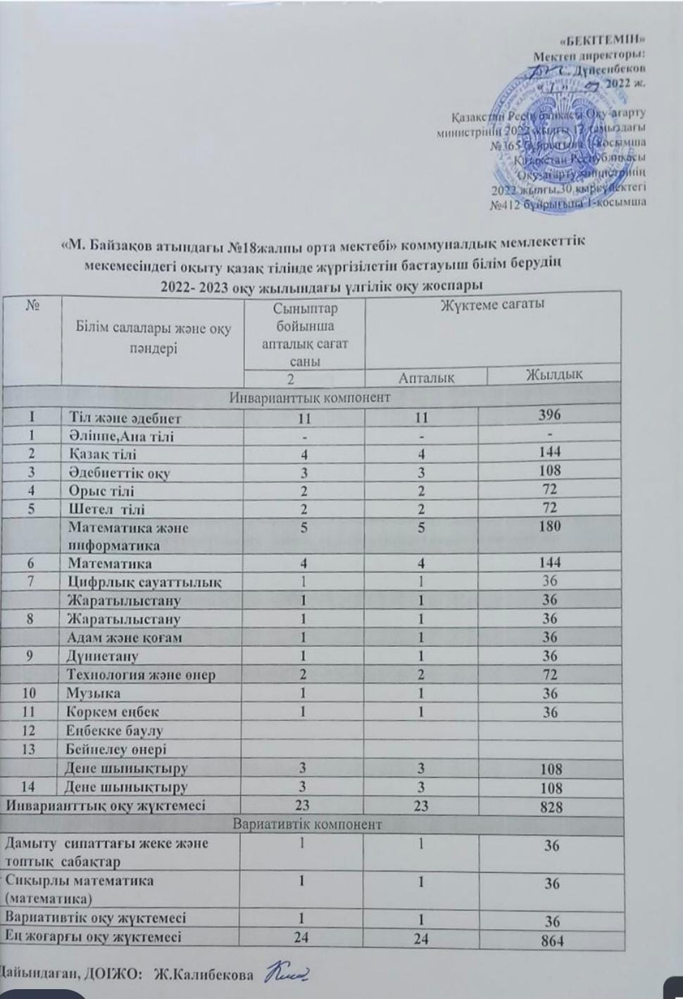 «БЕКІТЕМІН»
Мектеп директоры:
С. Дүйсенбеков
2022 ж.
Қазақстан Республикасы Оқу-ағарту
министрінің 2022 жылғы 12 тамыздағы
№365 бұйрығына 1-қосымша
Қазақстан Республикасы
Оқу-ағарту министрінің
2022 жылғы 30 қыркүйектегі
№412 бұйрығына 1-қосымша
«М. Байзақов атындағы №18жалпы орта мектебі» коммуналдық мемлекеттік
мекемесіндегі оқыту қазақ тілінде жүргізілетін бастауыш білім берудің
2022- 2023 оқу жылындағы үлгілік оқу жоспары
№ Білім салалары және оқу пәндері Сыныптар бойынша апталық сағат саны Жүктеме сағаты
2 Апталық Жылдық
Инварианттық компонент
І Тіл және әдебиет 11 11 396
1 Әліппе,Ана тілі - - -
2 Қазақ тілі 4 4 144
3 Әдебиеттік оқу 3 3 108
4 Орыс тілі 2 2 72
5 Шетел тілі 2 2 72
Математика және 5 5 180
информатика
6 Математика 4 4 144
7 Цифрлық сауаттылық 1 1 36
Жаратылыстану 1 1 36
8 Жаратылыстану 1 1 36
Адам және қоғам 1 1 36
9 Дүниетану 1 1 36
Технология және өнер 2 2 72
10 Музыка 1 1 36
11 Көркем еңбек 1 1 36
12 Еңбекке баулу
13 Бейнелеу өнері
Дене шынықтыру 3 3 108
14 Дене шынықтыру 3 3 108
Инварианттық оқу жүктемесі 23 23 828
Вариативтік компонент
Дамыту сипаттағы жеке және 1 1 36
топтық сабақтар
Сиқырлы математика 1 1 36
(математика)
Вариативтік оқу жүктемесі 1 1 36
Ең жоғарғы оқу жүктемесі 24 24 864
Дайындаған, ДОІЖО: Ж.Калибекова